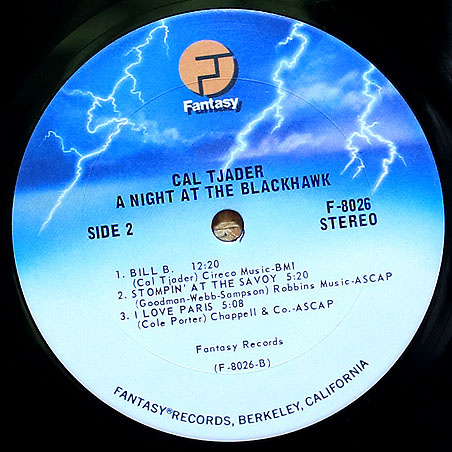 Fantasy
CAL TJADER
A NIGHT AT THE BLACKHAWK
SIDE 2
F-8026
STEREO
1. BILL B. 12:20
(Cal Tjader) Cireco Music-BMI
2. STOMPIN' AT THE SAVOY 5:20
(Goodman-Webb-Sampson) Robbins Music-ASCAP
3. I LOVE PARIS 5:08
(Cole Porter) Chappell & Co.-ASCAP
Fantasy Records
(F-8026-B)
FANTASY® RECORDS, BERKELEY, CALIFORNIA